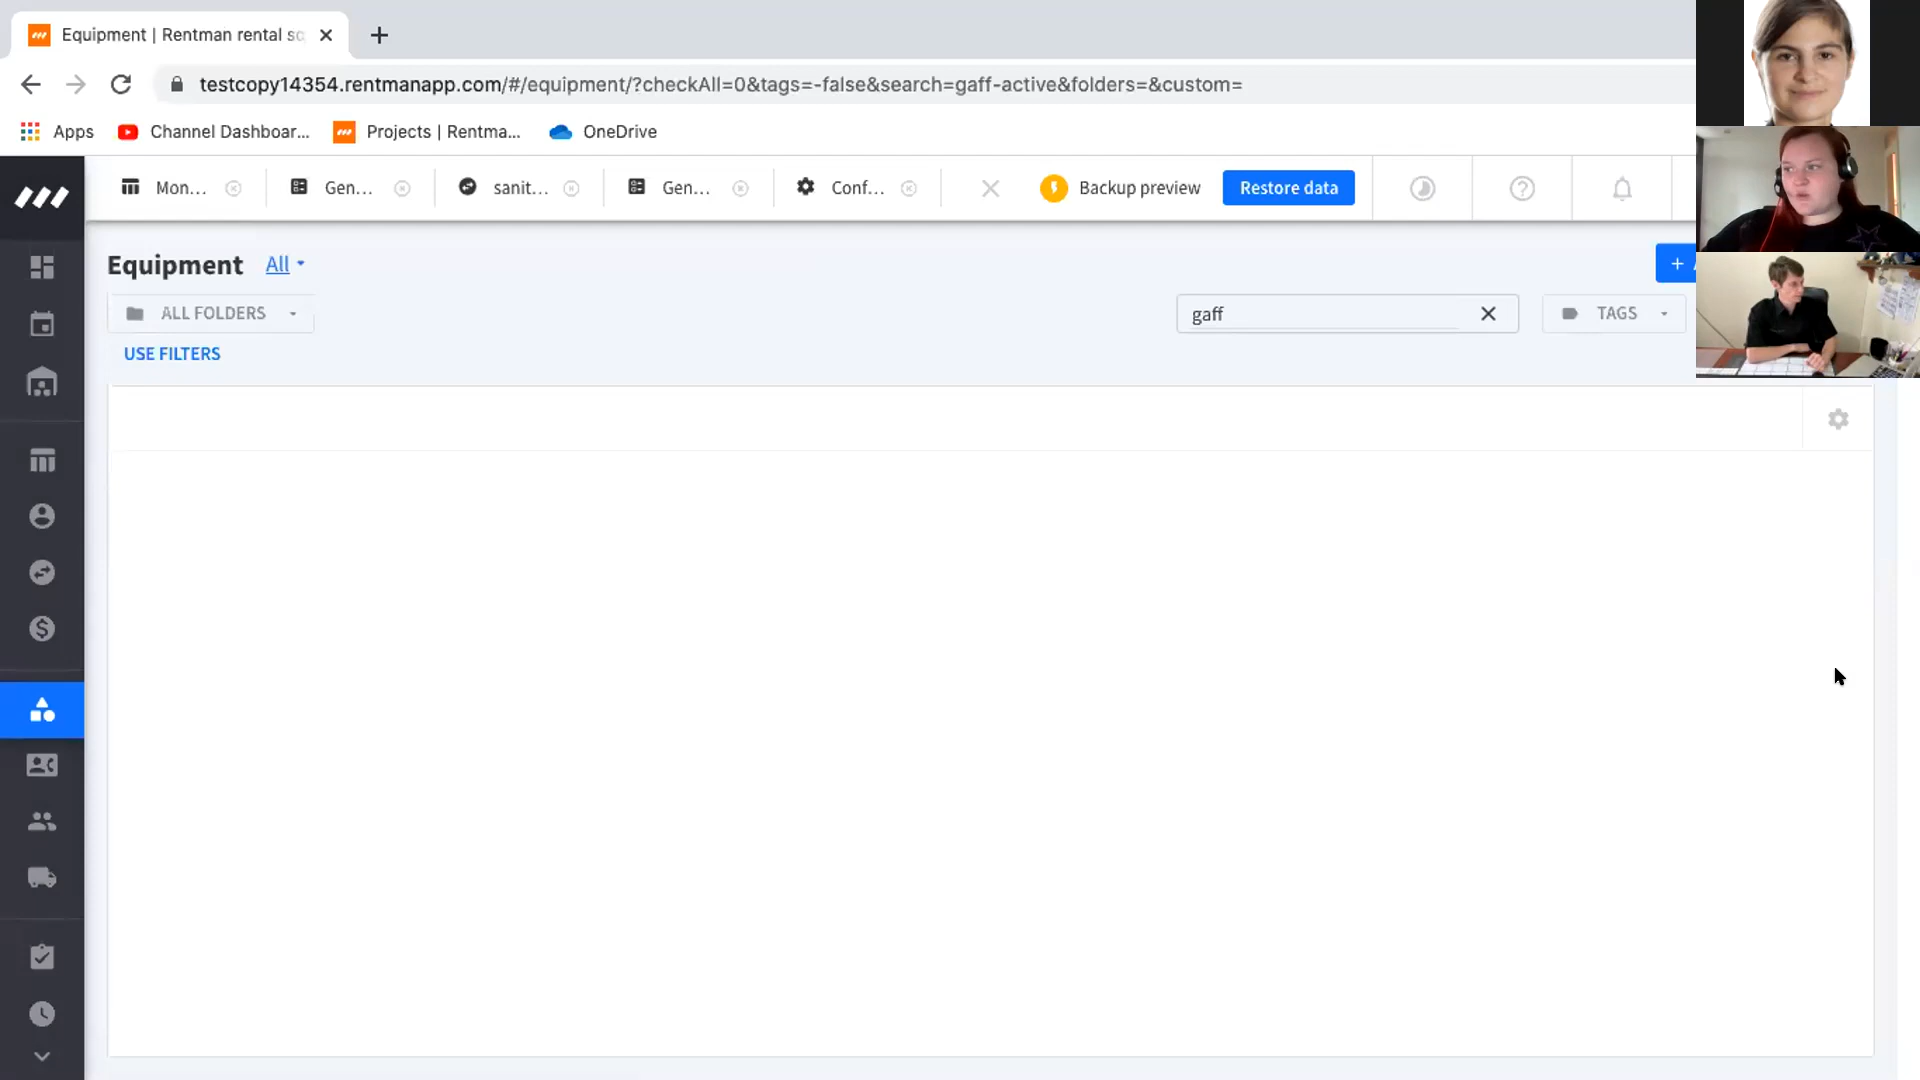 Equipment | Rentman rental so
testcopy14354.rentmanapp.com/#/equipment/?checkAll=0&tags=-false&search=gaff-active&folders=&custom=
Apps Channel Dashboar... Projects | Rentma... OneDrive
Mon... Gen... sanit... Gen... Conf... Backup preview Restore data
Equipment All +
ALL FOLDERS gaff TAGS
USE FILTERS